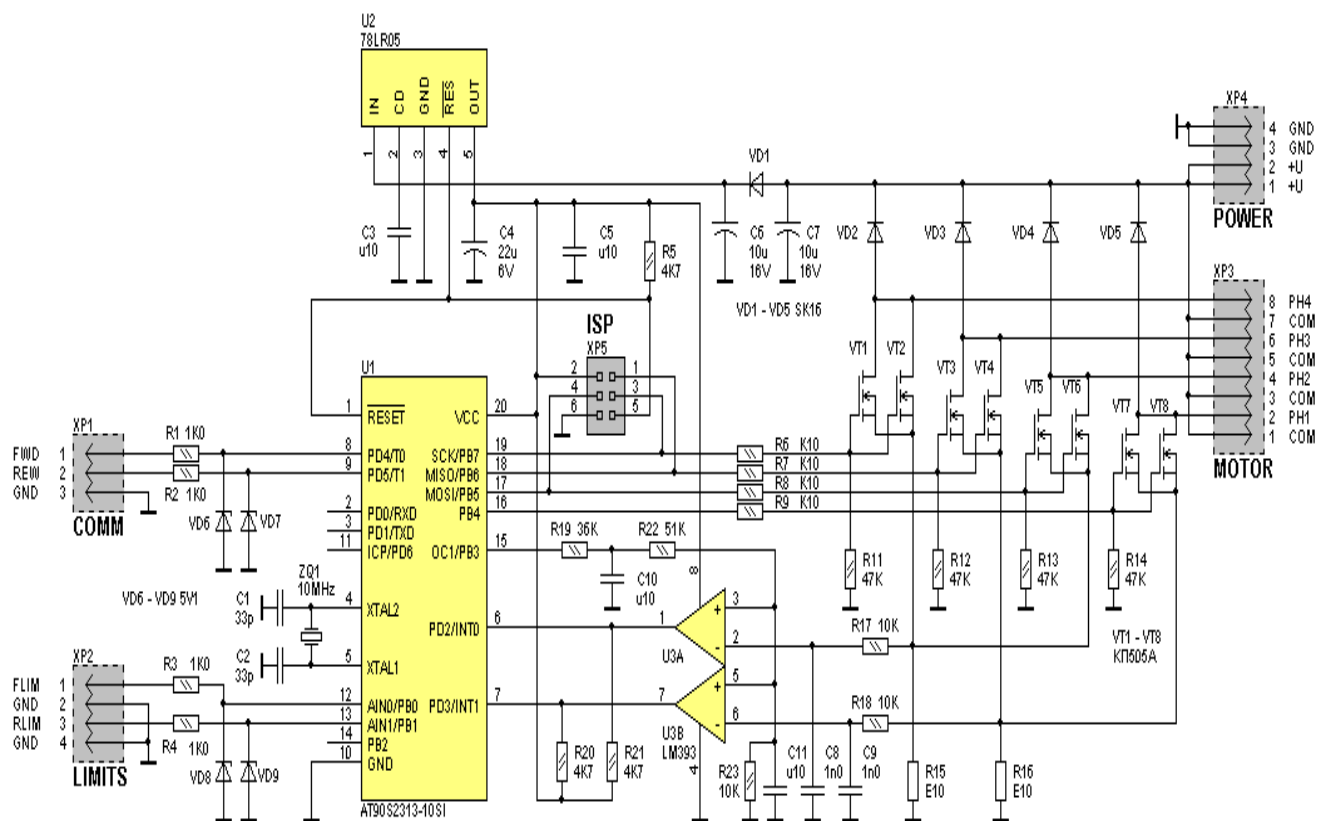 U2
78LR05
IN
CD
GND
RES
OUT
1
2
3
4
5
XP4
4 GND
3 GND
2 +U
1 +U
POWER
VD1
C3
u10
C4
22u
6V
C5
u10
R5
4K7
C6
10u
16V
C7
10u
16V
VD2
VD3
VD4
VD5
VD1 - VD5 SK16
XP3
8 PH4
7 COM
6 PH3
5 COM
4 PH2
3 COM
2 PH1
1 COM
MOTOR
ISP
XP5
2 1
4 3
6 5
VT1
VT2
VT3
VT4
VT5
VT6
VT7
VT8
U1
1 RESET
VCC 20
8 PD4/T0
9 PD5/T1
SCK/PB7 19
MISO/PB6 18
MOSI/PB5 17
PB4 16
2 PD0/RXD
3 PD1/TXD
11 ICP/PD6
OC1/PB3 15
4 XTAL2
PD2/INT0 6
5 XTAL1
PD3/INT1 7
12 AIN0/PB0
13 AIN1/PB1
14 PB2
10 GND
AT90S2313-10SI
XP1
FWD 1
REW 2
GND 3
COMM
R1 1K0
R2 1K0
VD6
VD7
R6 K10
R7 K10
R8 K10
R9 K10
R19 36K
R22 51K
C10
u10
R11
47K
R12
47K
R13
47K
R14
47K
ZQ1
10MHz
C1
33p
C2
33p
VD6 - VD9 5V1
8
3
1
2
U3A
R17 10K
VT1 - VT8
КП505А
XP2
FLIM 1
GND 2
RLIM 3
GND 4
LIMITS
R3 1K0
R4 1K0
VD8
VD9
5
7
6
U3B
LM393
4
R18 10K
R20
4K7
R21
4K7
R23
10K
C11
u10
C8
1n0
C9
1n0
R15
E10
R16
E10